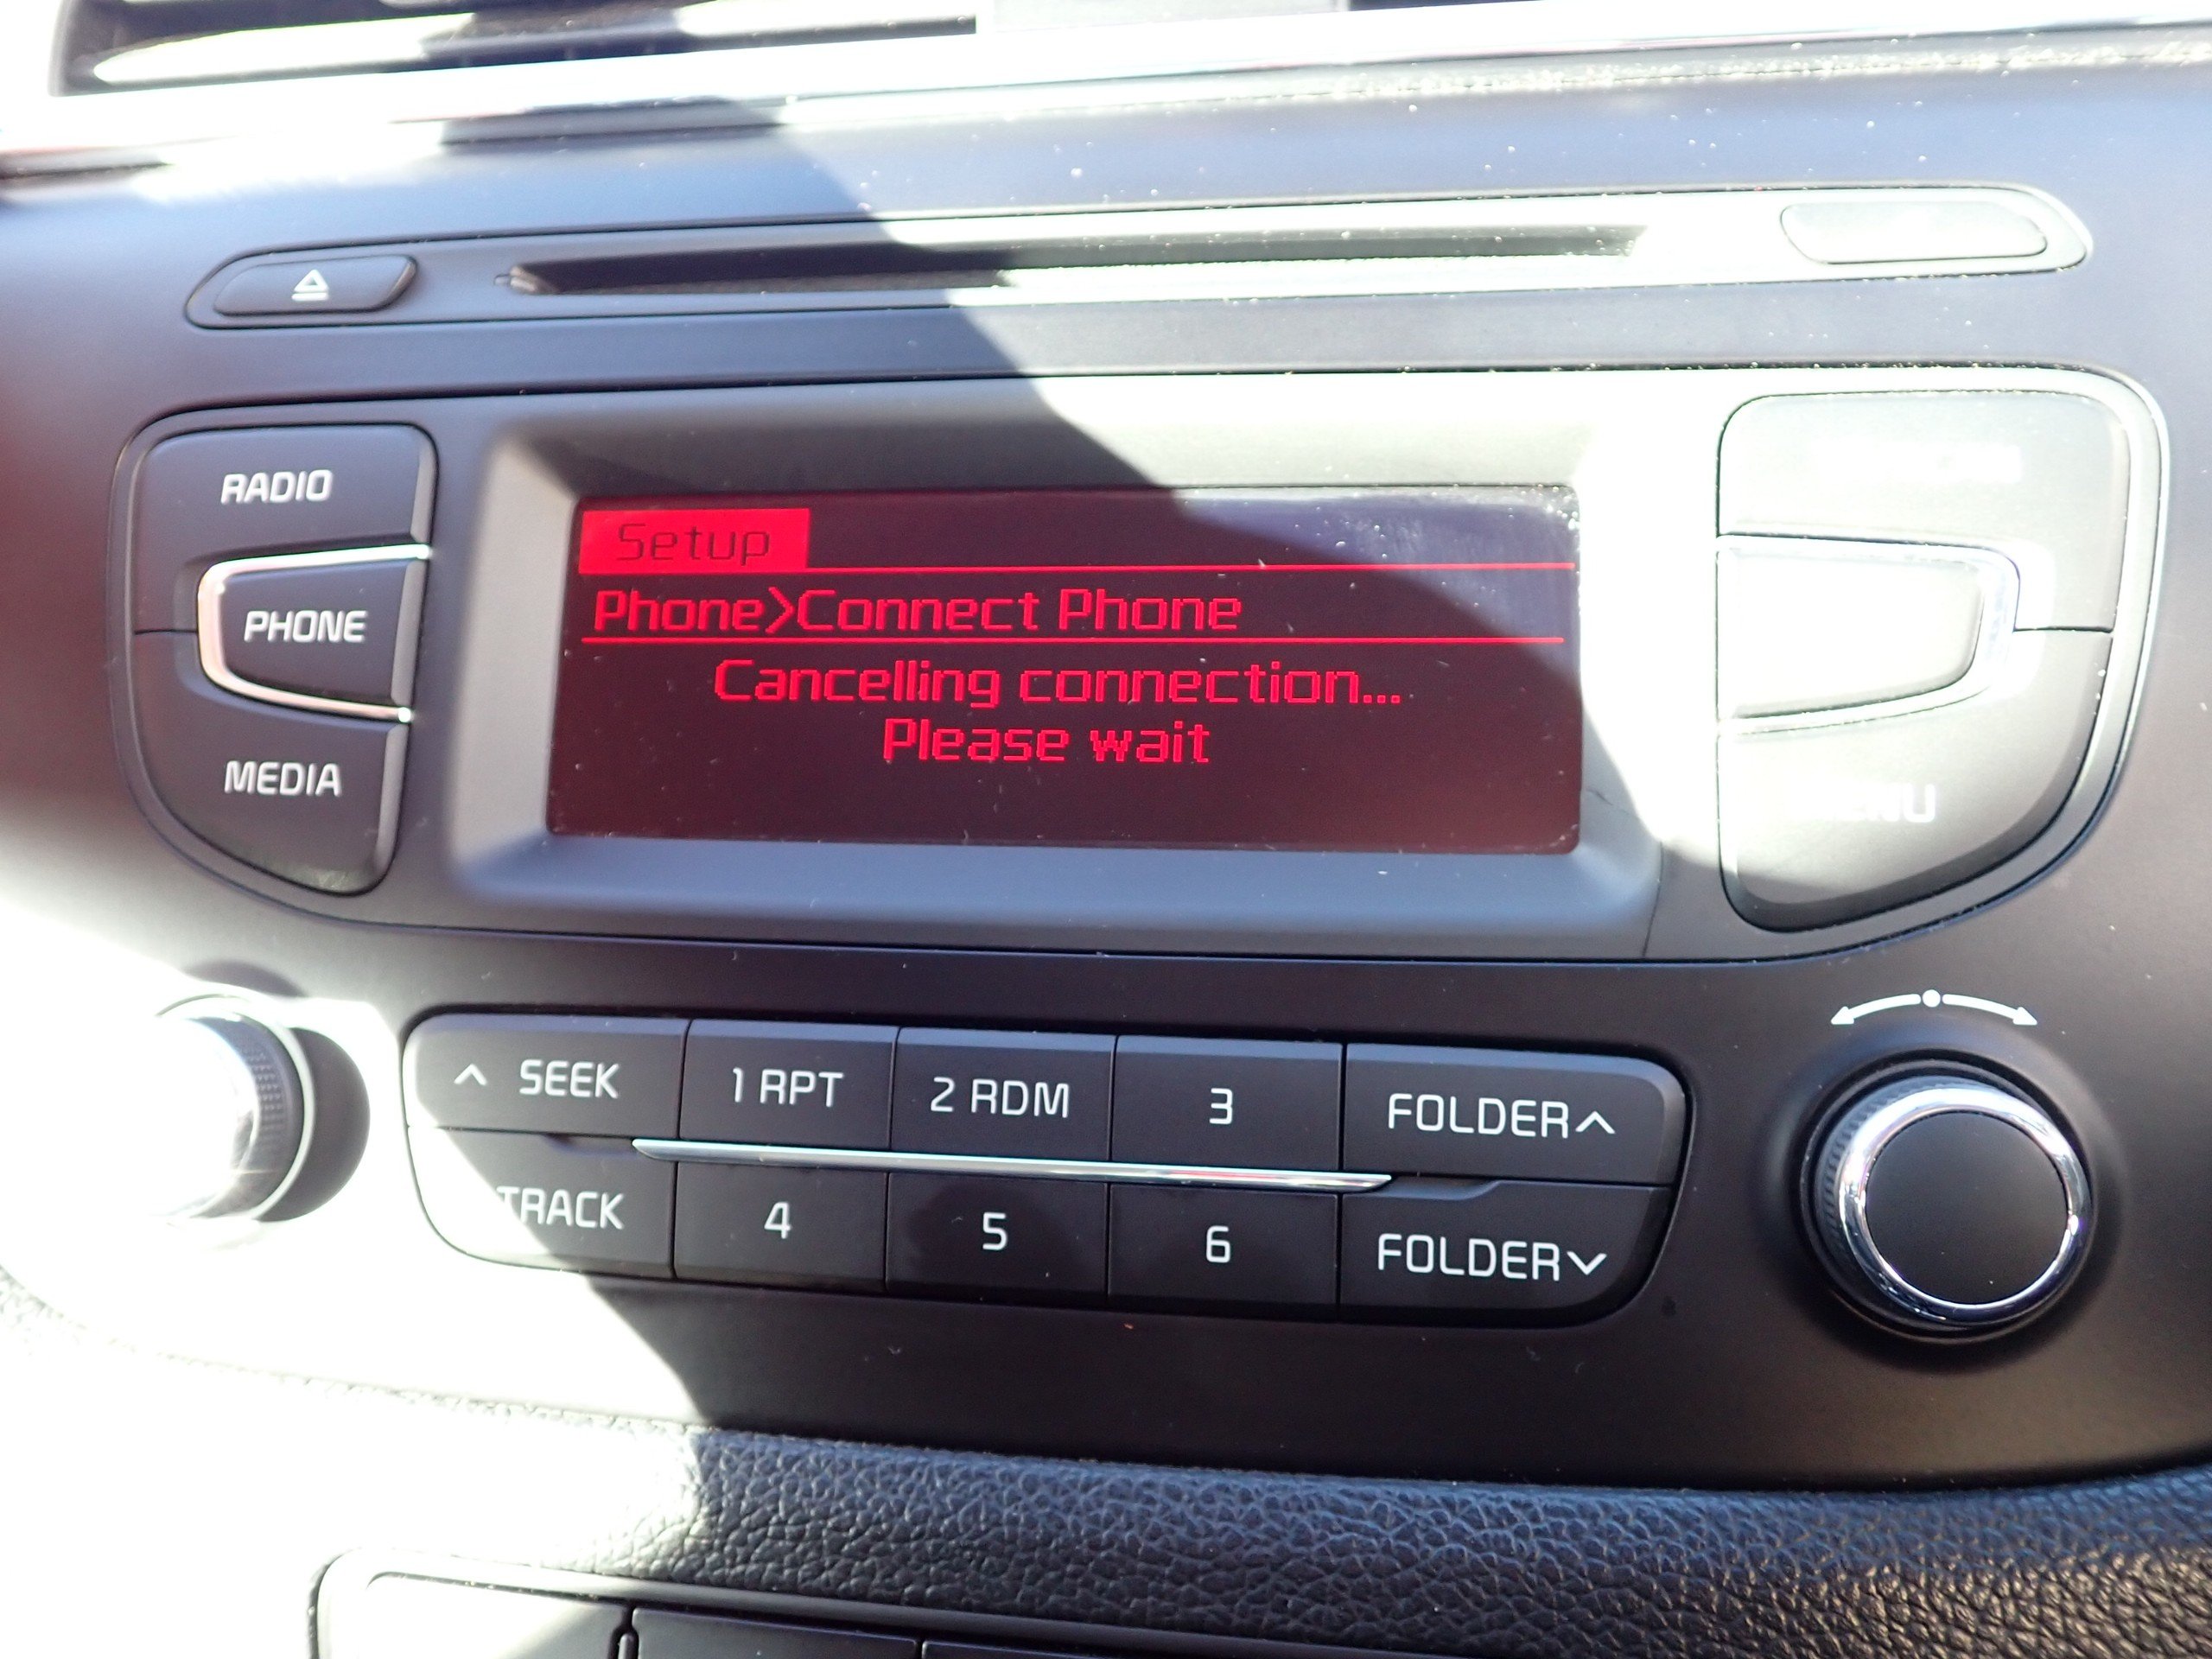 RADIO
PHONE
MEDIA
Setup
Phone>Connect Phone
Cancelling connection...
Please wait
SEEK
1 RPT
2 RDM
3
FOLDER
TRACK
4
5
6
FOLDER